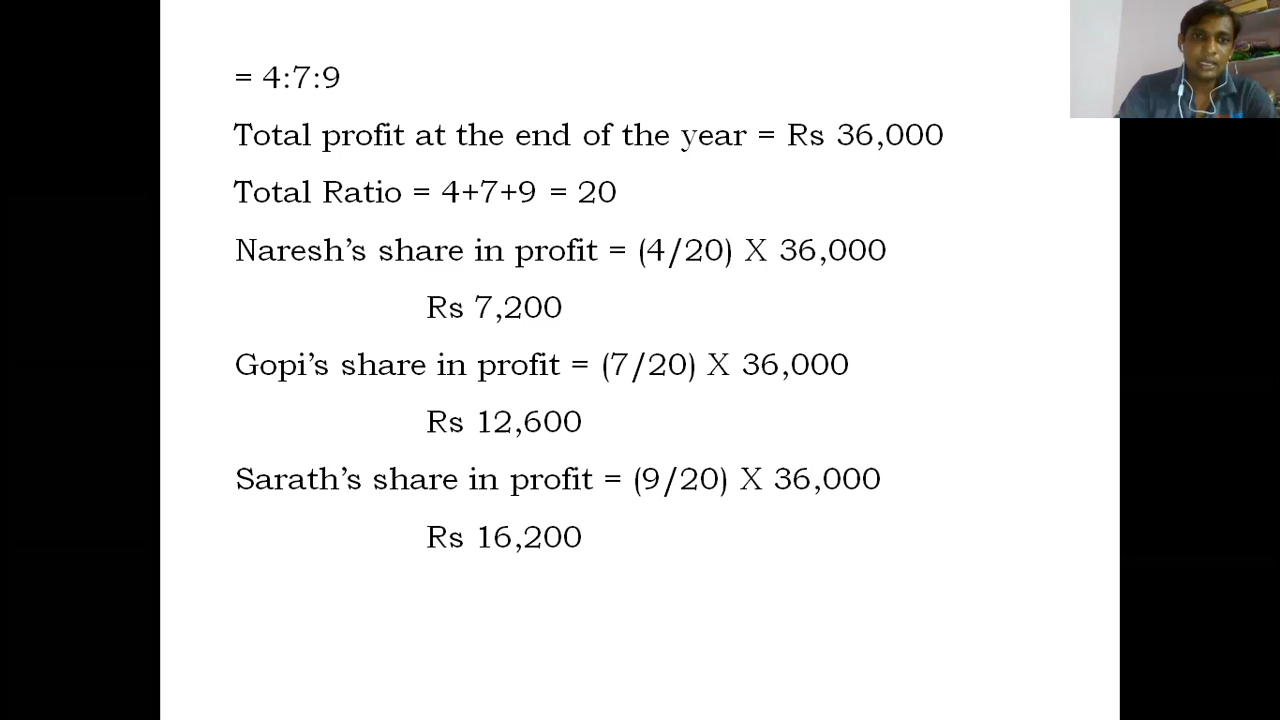 = 4:7:9
Total profit at the end of the year = Rs 36,000
Total Ratio = 4+7+9 = 20
Naresh’s share in profit = (4/20) X 36,000
Rs 7,200
Gopi’s share in profit = (7/20) X 36,000
Rs 12,600
Sarath’s share in profit = (9/20) X 36,000
Rs 16,200